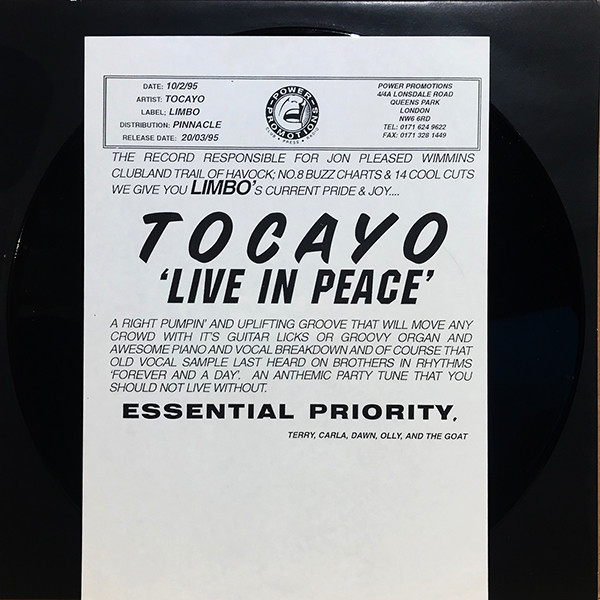 DATE: 10/2/95
ARTIST: TOCAYO
LABEL; LIMBO
DISTRIBUTION: PINNACLE
RELEASE DATE: 20/03/95
POWER
PROMOTIONS
PRESS
POWER PROMOTIONS
4/4A LONSDALE ROAD
QUEENS PARK
LONDON
NW6 6RD
TEL: 0171 624 9622
FAX: 0171 328 1449
THE RECORD RESPONSIBLE FOR JON PLEASED WIMMINS
CLUBLAND TRAIL OF HAVOCK; NO.8 BUZZ CHARTS & 14 COOL CUTS
WE GIVE YOU LIMBO'S CURRENT PRIDE & JOY....
TOCAYO
'LIVE IN PEACE'
A RIGHT PUMPIN' AND UPLIFTING GROOVE THAT WILL MOVE ANY
CROWD WITH IT'S GUITAR LICKS OR GROOVY ORGAN AND
AWESOME PIANO AND VOCAL BREAKDOWN AND OF COURSE THAT
OLD VOCAL SAMPLE LAST HEARD ON BROTHERS IN RHYTHMS
'FOREVER AND A DAY'. AN ANTHEMIC PARTY TUNE THAT YOU
SHOULD NOT LIVE WITHOUT.
ESSENTIAL PRIORITY,
TERRY, CARLA, DAWN, OLLY, AND THE GOAT